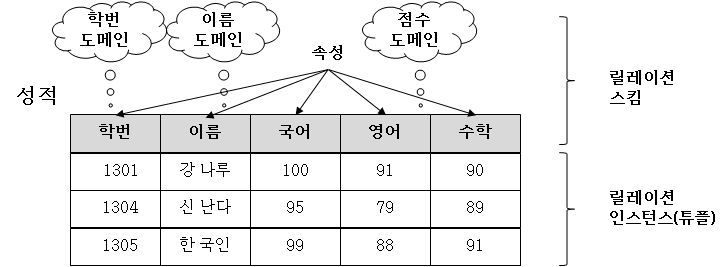 학번
도메인
이름
도메인
점수
도메인
속성
성적
릴레이션
스킴
학번 이름 국어 영어 수학
1301 강 나루 100 91 90
1304 신 난다 95 79 89
1305 한 국인 99 88 91
릴레이션
인스턴스(튜플)